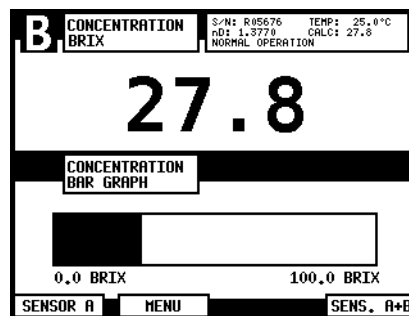 B
CONCENTRATION
BRIX
S/N: R05676 TEMP: 25.0°C
nD: 1.3770 CALC: 27.8
NORMAL OPERATION
27.8
CONCENTRATION
BAR GRAPH
0.0 BRIX 100.0 BRIX
SENSOR A MENU SENS. A+B